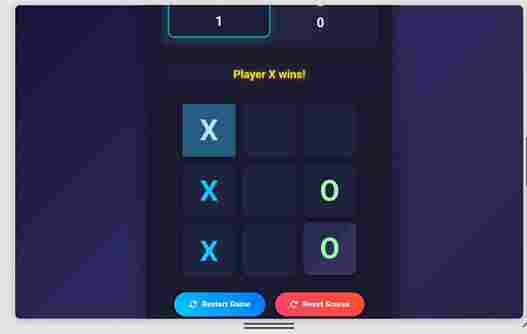 1 0
Player X wins!
X
X O
X O
Restart Game Reset Scores